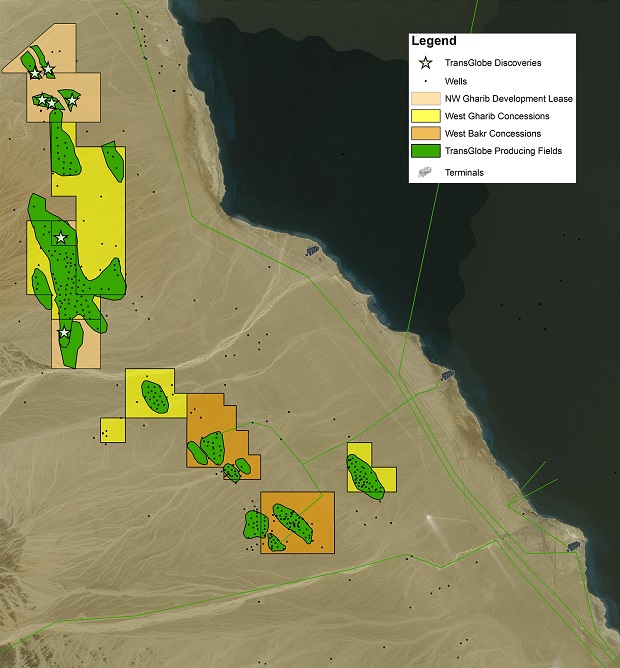 Legend
TransGlobe Discoveries
Wells
NW Gharib Development Lease
West Gharib Concessions
West Bakr Concessions
TransGlobe Producing Fields
Terminals